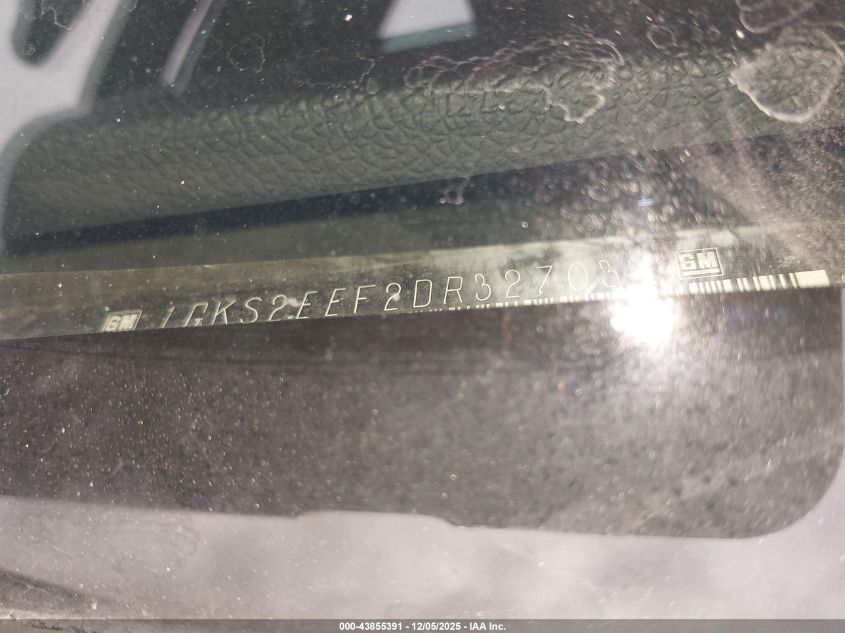 GM 1GKS2EEF2DR32703 GM
000-43855391 - 12/05/2025 - IAA Inc.